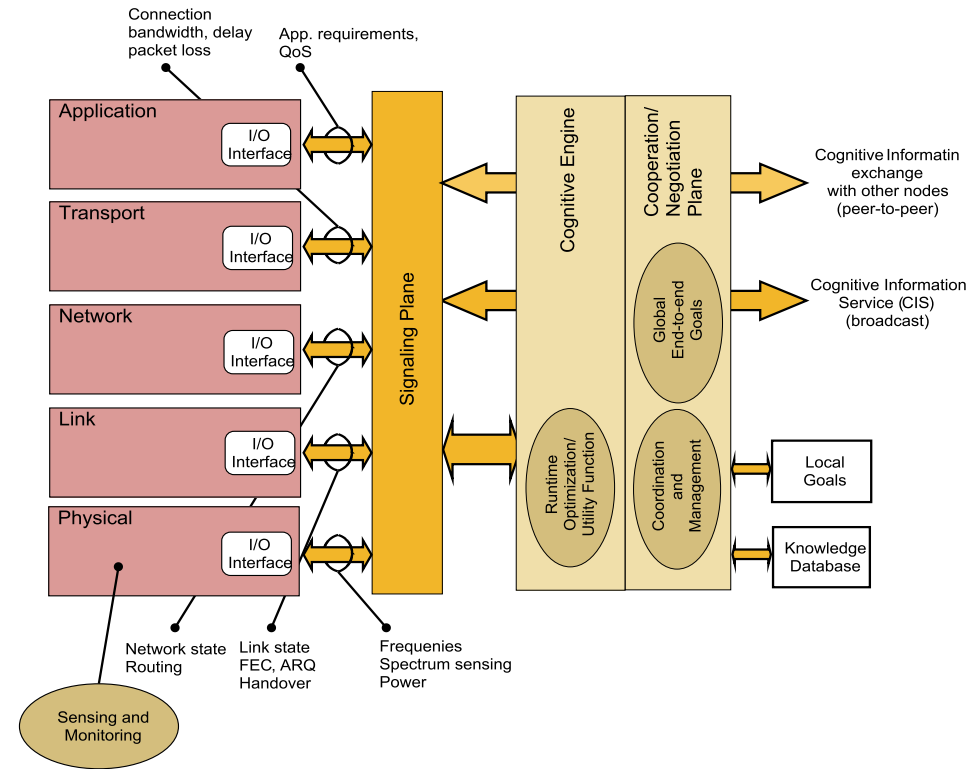 Connection
bandwidth, delay
packet loss
App. requirements,
QoS
Application
I/O
Interface
Transport
I/O
Interface
Network
I/O
Interface
Link
I/O
Interface
Physical
I/O
Interface
Signaling Plane
Cognitive Engine
Runtime
Optimization/
Utility Function
Cooperation/
Negotiation
Plane
Global
End-to-end
Goals
Coordination
and
Management
Cognitive Informatin
exchange
with other nodes
(peer-to-peer)
Cognitive Information
Service (CIS)
(broadcast)
Local
Goals
Knowledge
Database
Network state
Routing
Link state
FEC, ARQ
Handover
Frequenies
Spectrum sensing
Power
Sensing and
Monitoring